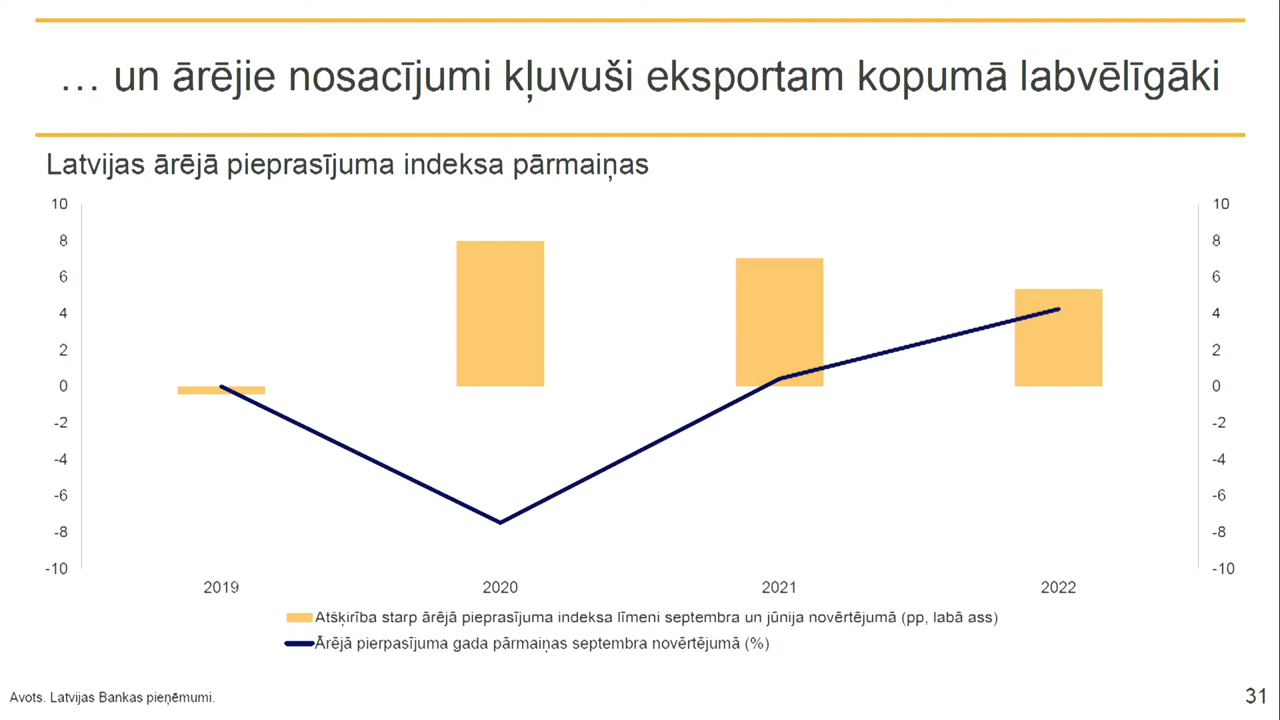 … un ārējie nosacījumi kļuvuši eksportam kopumā labvēlīgāki
Latvijas ārējā pieprasījuma indeksa pārmaiņas
10 10
8 8
6 6
4 4
2 2
0 0
-2 -2
-4 -4
-6 -6
-8 -8
-10 -10
2019 2020 2021 2022
Atšķirība starp ārējā pieprasījuma indeksa līmeni septembra un jūnija novērtējumā (pp, labā ass)
Ārējā pierpasījuma gada pārmaiņas septembra novērtējumā (%)
Avots. Latvijas Bankas pieņēmumi.
31